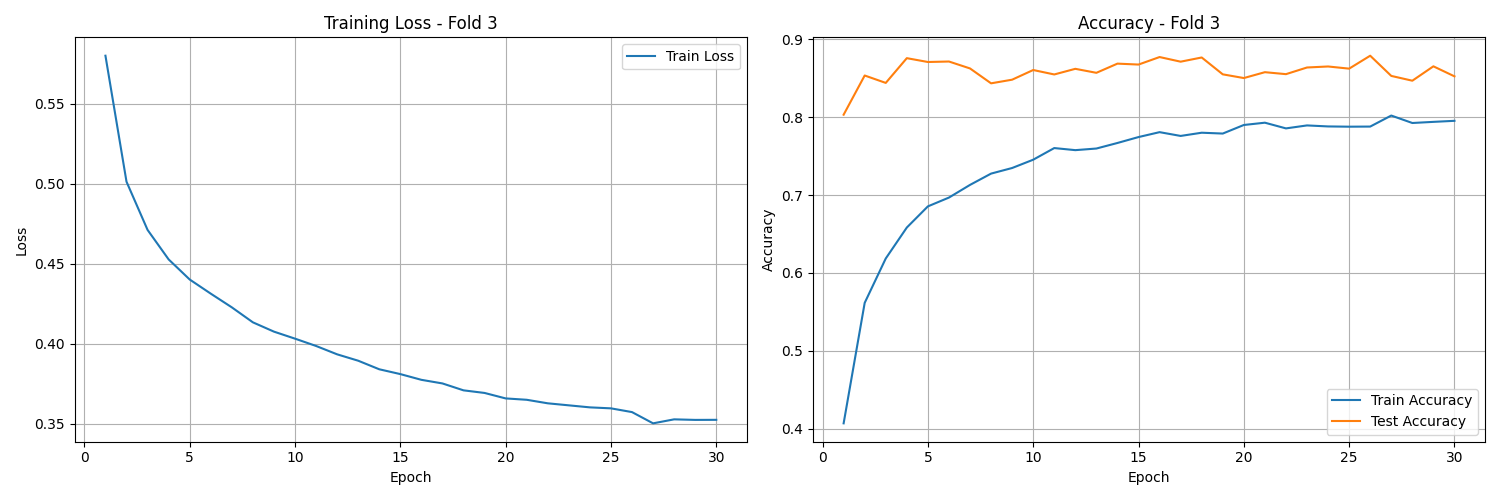 Training Loss - Fold 3
Train Loss
0.55
0.50
0.45
0.40
0.35
Loss
0 5 10 15 20 25 30
Epoch
Accuracy - Fold 3
0.9
0.8
0.7
0.6
0.5
0.4
Accuracy
Train Accuracy
Test Accuracy
0 5 10 15 20 25 30
Epoch